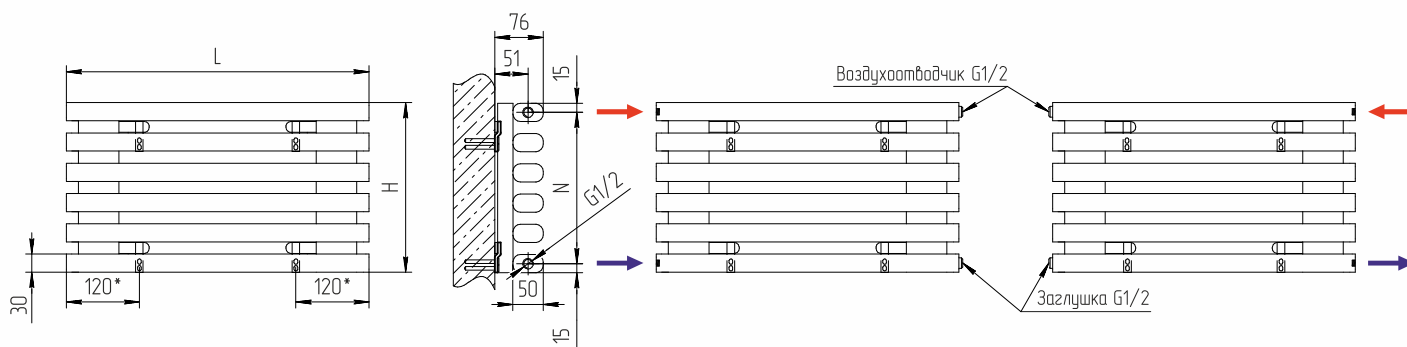 L
H
30
120*
120*
76
51
15
N
G1/2
50
15
Воздухоотводчик G1/2
Заглушка G1/2